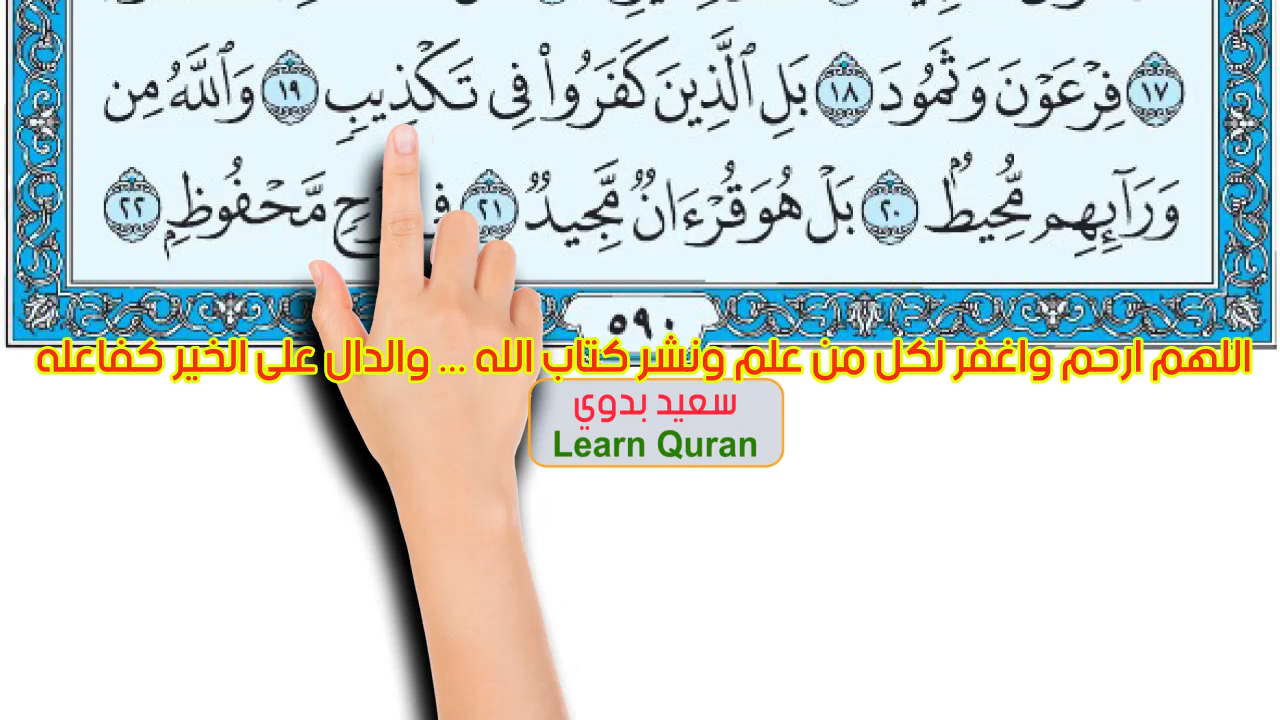 ١٧ فِرْعَوْنَ وَثَمُودَ ١٨ بَلِ ٱلَّذِينَ كَفَرُوا۟ فِى تَكْذِيبٍ ١٩ وَٱللَّهُ مِن
وَرَآئِهِم مُّحِيطٌۢ ٢٠ بَلْ هُوَ قُرْءَانٌ مَّجِيدٌ ٢١ مَّحْفُوظٍۭ ٢٢
٥٩٠
اللهم ارحم واغفر لكل من علم ونشر كتاب الله ... والدال على الخير كفاعله
سعيد بدوي
Learn Quran